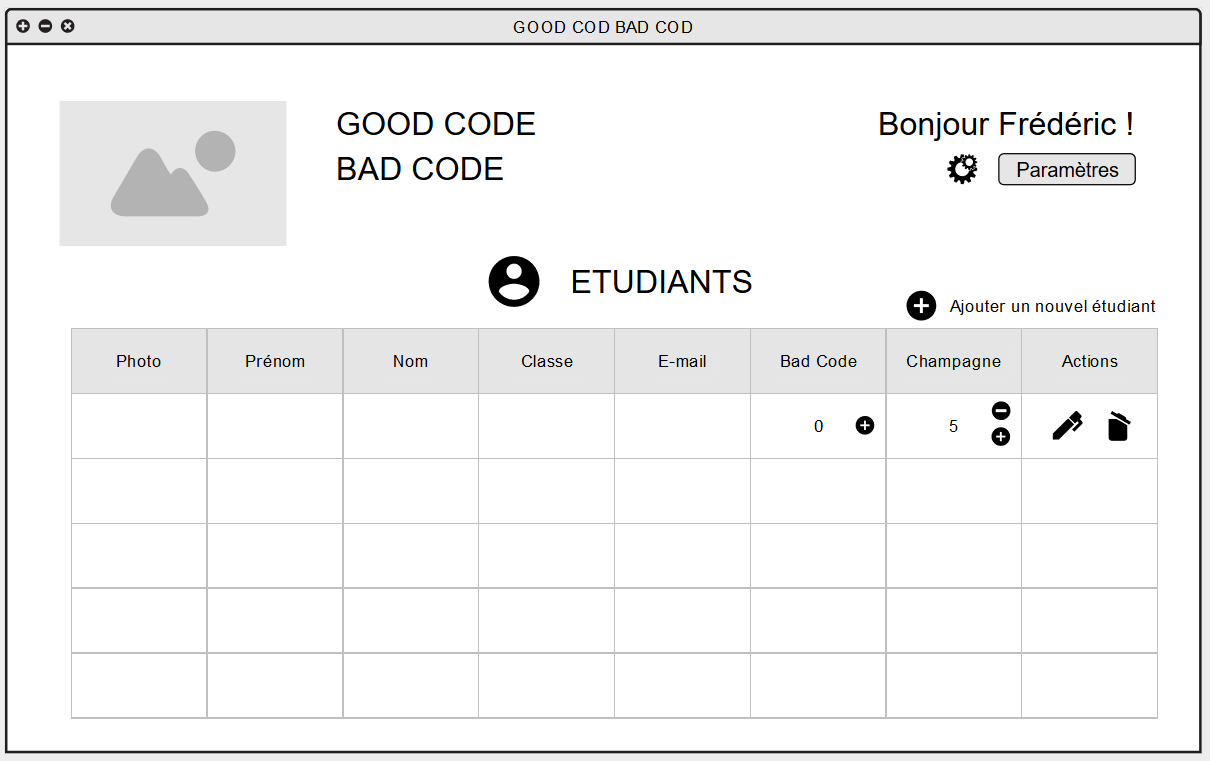 GOOD COD BAD COD
GOOD CODE
BAD CODE
Bonjour Frédéric !
Paramètres
ETUDIANTS
Ajouter un nouvel étudiant
Photo Prénom Nom Classe E-mail Bad Code Champagne Actions
0 5